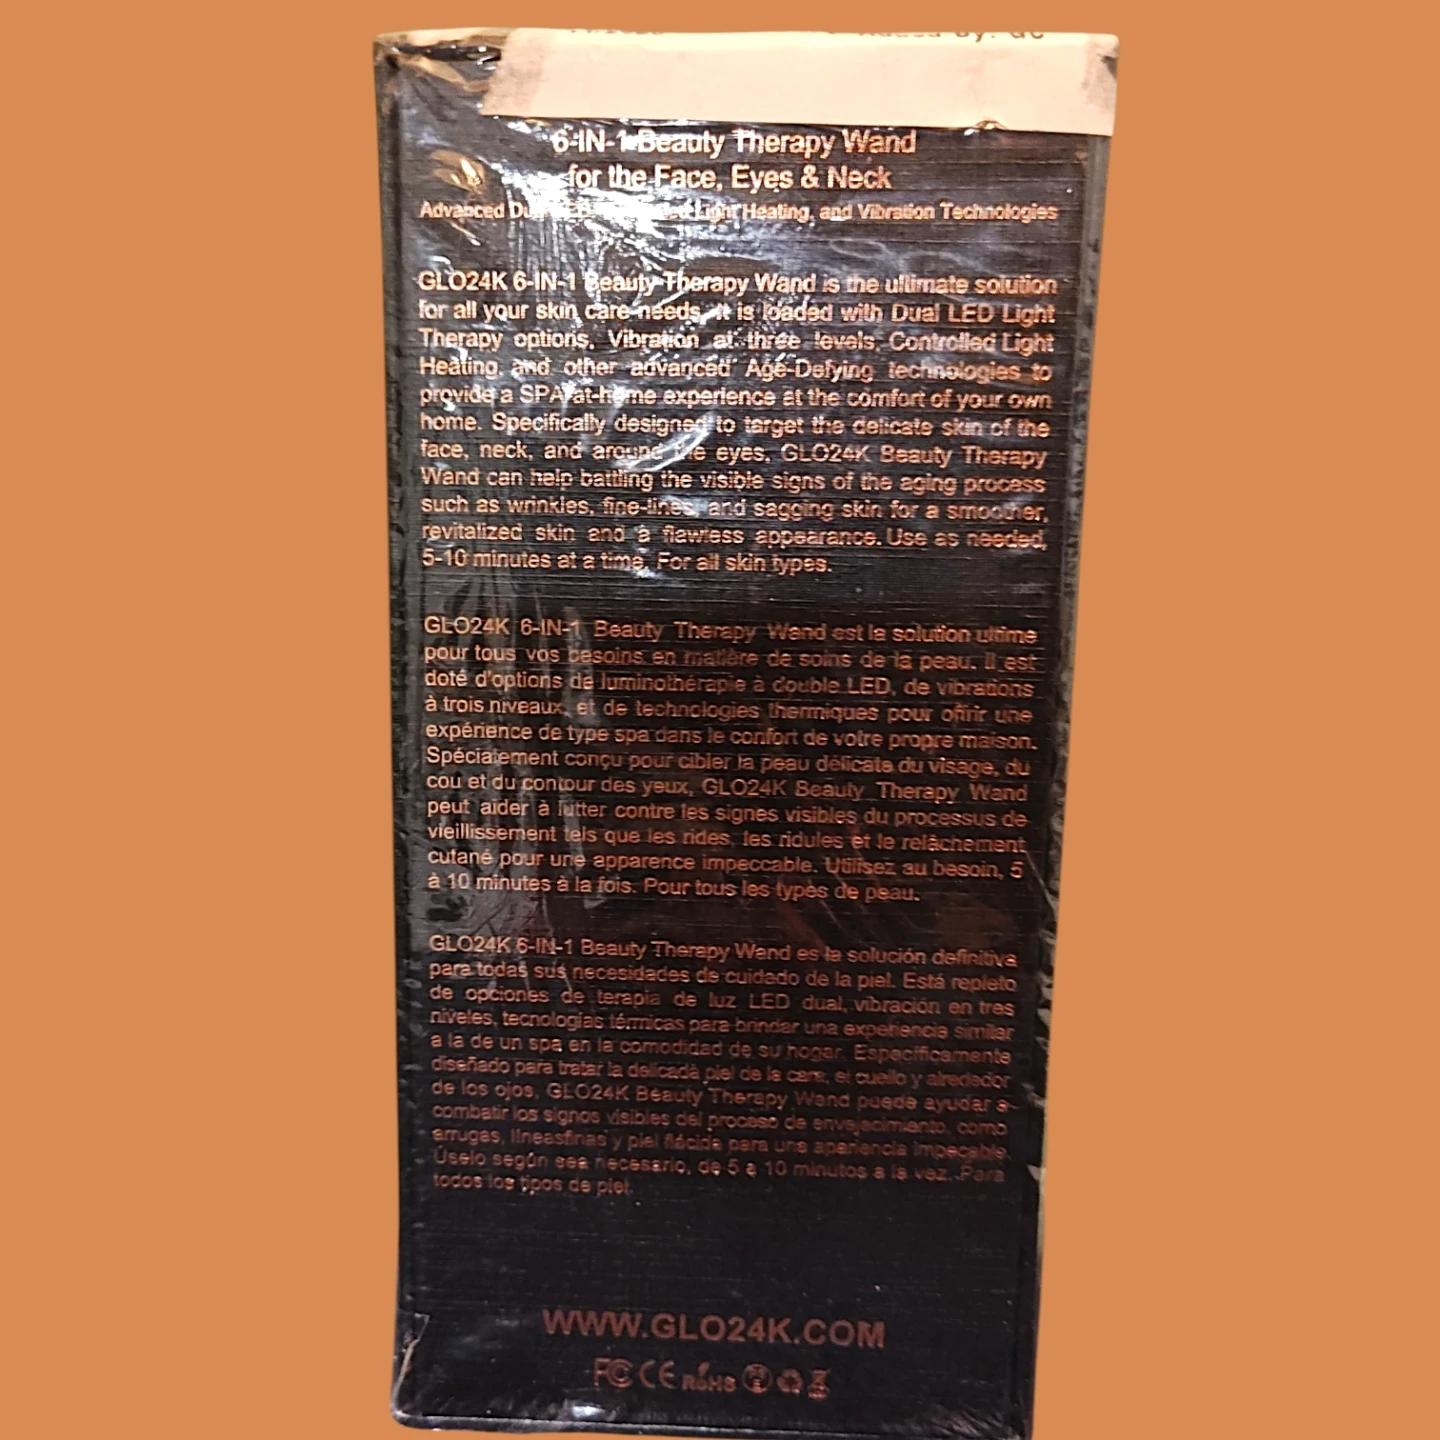 Added by: GC
6-IN-1 Beauty Therapy Wand
for the Face, Eyes & Neck
Advanced Light Heating, and Vibration Technologies
GLO24K 6-IN-1 Beauty Therapy Wand is the ultimate solution
for all your skin care needs. It is loaded with Dual LED Light
Therapy options, Vibration at three levels, Controlled Light
Heating, and other advanced Age-Defying technologies to
provide a SPA at-home experience at the comfort of your own
home. Specifically designed to target the delicate skin of the
face, neck, and around the eyes, GLO24K Beauty Therapy
Wand can help battling the visible signs of the aging process
such as wrinkles, fine-lines, and sagging skin for a smoother,
revitalized skin and a flawless appearance. Use as needed,
5-10 minutes at a time. For all skin types.
GLO24K 6-IN-1 Beauty Therapy Wand est la solution ultime
pour tous vos besoins en matière de soins de la peau. Il est
doté d'options de luminothérapie à double LED, de vibrations
à trois niveaux, et de technologies thermiques pour offrir une
expérience de type spa dans le confort de votre propre maison.
Spécialement conçu pour cibler la peau délicate du visage, du
cou et du contour des yeux, GLO24K Beauty Therapy Wand
peut aider à lutter contre les signes visibles du processus de
vieillissement tels que les rides, les ridules et le relâchement
cutané pour une apparence impeccable. Utilisez au besoin, 5
à 10 minutes à la fois. Pour tous les types de peau.
GLO24K 6-IN-1 Beauty Therapy Wand es la solución definitiva
para todas sus necesidades de cuidado de la piel. Está repleto
de opciones de terapia de luz LED dual, vibración en tres
niveles, tecnologías térmicas para brindar una experiencia similar
a la de un spa en la comodidad de su hogar. Específicamente
diseñado para tratar la delicada piel de la cara, el cuello y alrededor
de los ojos, GLO24K Beauty Therapy Wand puede ayudar a
combatir los signos visibles del proceso de envejecimiento, como
arrugas, líneasfinas y piel flácida para una apariencia impecable.
Úselo según sea necesario, de 5 a 10 minutos a la vez. Para
todos los tipos de piel.
WWW.GLO24K.COM
FC CE RoHS